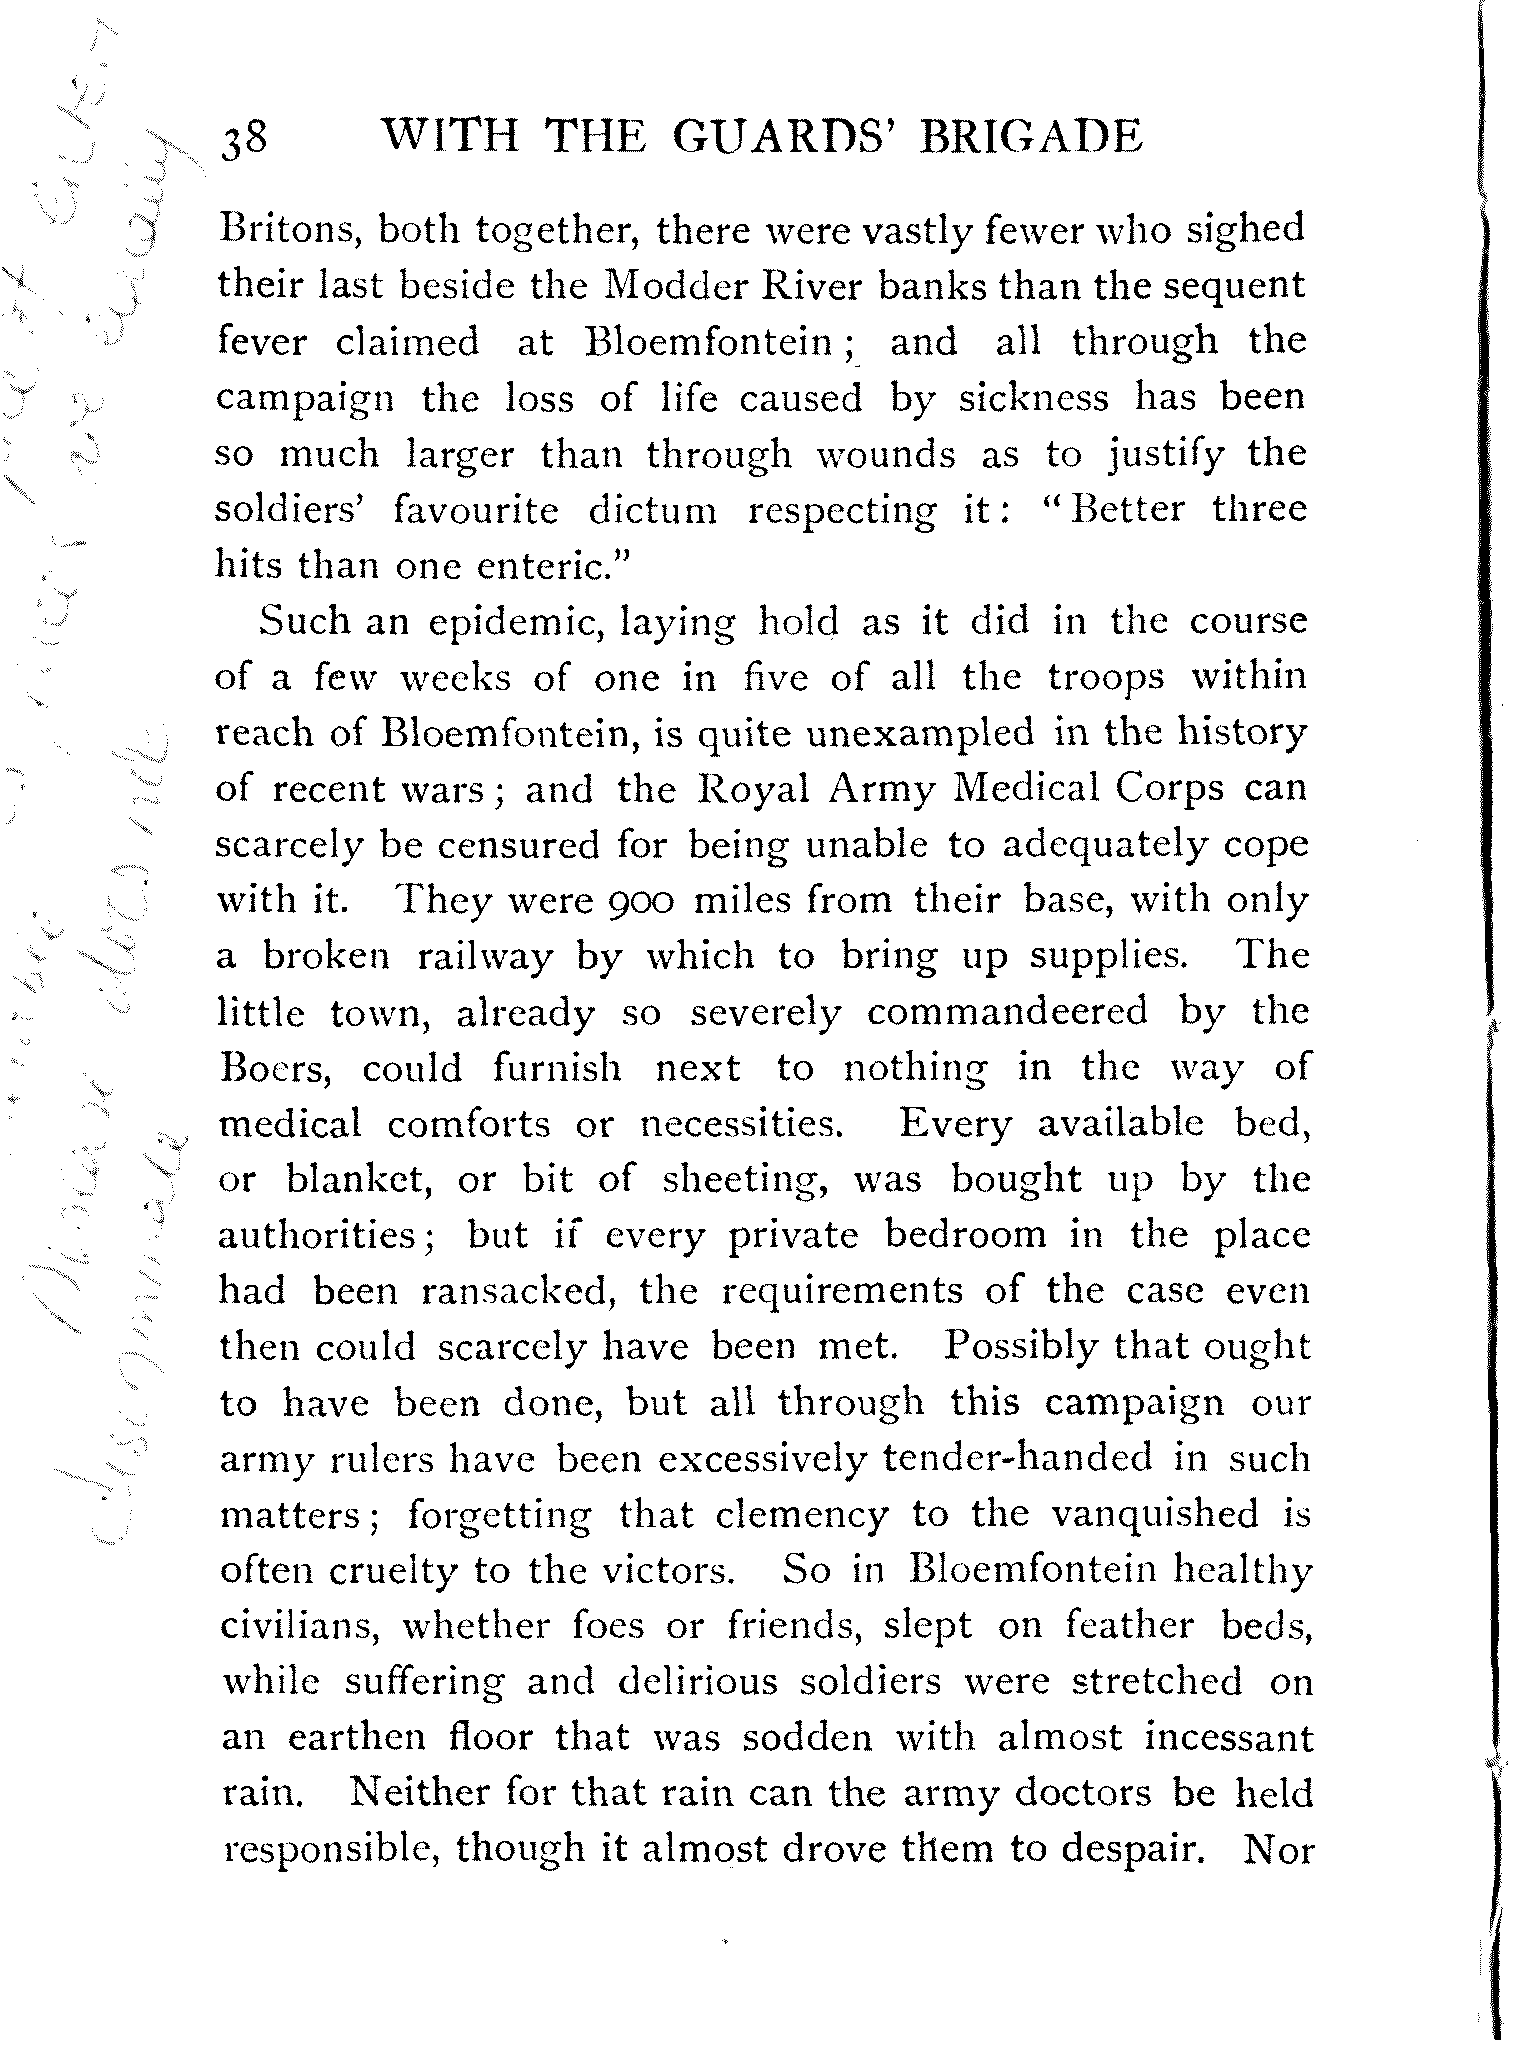 38 WITH THE GUARDS' BRIGADE
Britons, both together, there were vastly fewer who sighed
their last beside the Modder River banks than the sequent
fever claimed at Bloemfontein; and all through the
campaign the loss of life caused by sickness has been
so much larger than through wounds as to justify the
soldiers' favourite dictum respecting it: "Better three
hits than one enteric."
Such an epidemic, laying hold as it did in the course
of a few weeks of one in five of all the troops within
reach of Bloemfontein, is quite unexampled in the history
of recent wars; and the Royal Army Medical Corps can
scarcely be censured for being unable to adequately cope
with it. They were 900 miles from their base, with only
a broken railway by which to bring up supplies. The
little town, already so severely commandeered by the
Boers, could furnish next to nothing in the way of
medical comforts or necessities. Every available bed,
or blanket, or bit of sheeting, was bought up by the
authorities; but if every private bedroom in the place
had been ransacked, the requirements of the case even
then could scarcely have been met. Possibly that ought
to have been done, but all through this campaign our
army rulers have been excessively tender-handed in such
matters; forgetting that clemency to the vanquished is
often cruelty to the victors. So in Bloemfontein healthy
civilians, whether foes or friends, slept on feather beds,
while suffering and delirious soldiers were stretched on
an earthen floor that was sodden with almost incessant
rain. Neither for that rain can the army doctors be held
responsible, though it almost drove them to despair. Nor